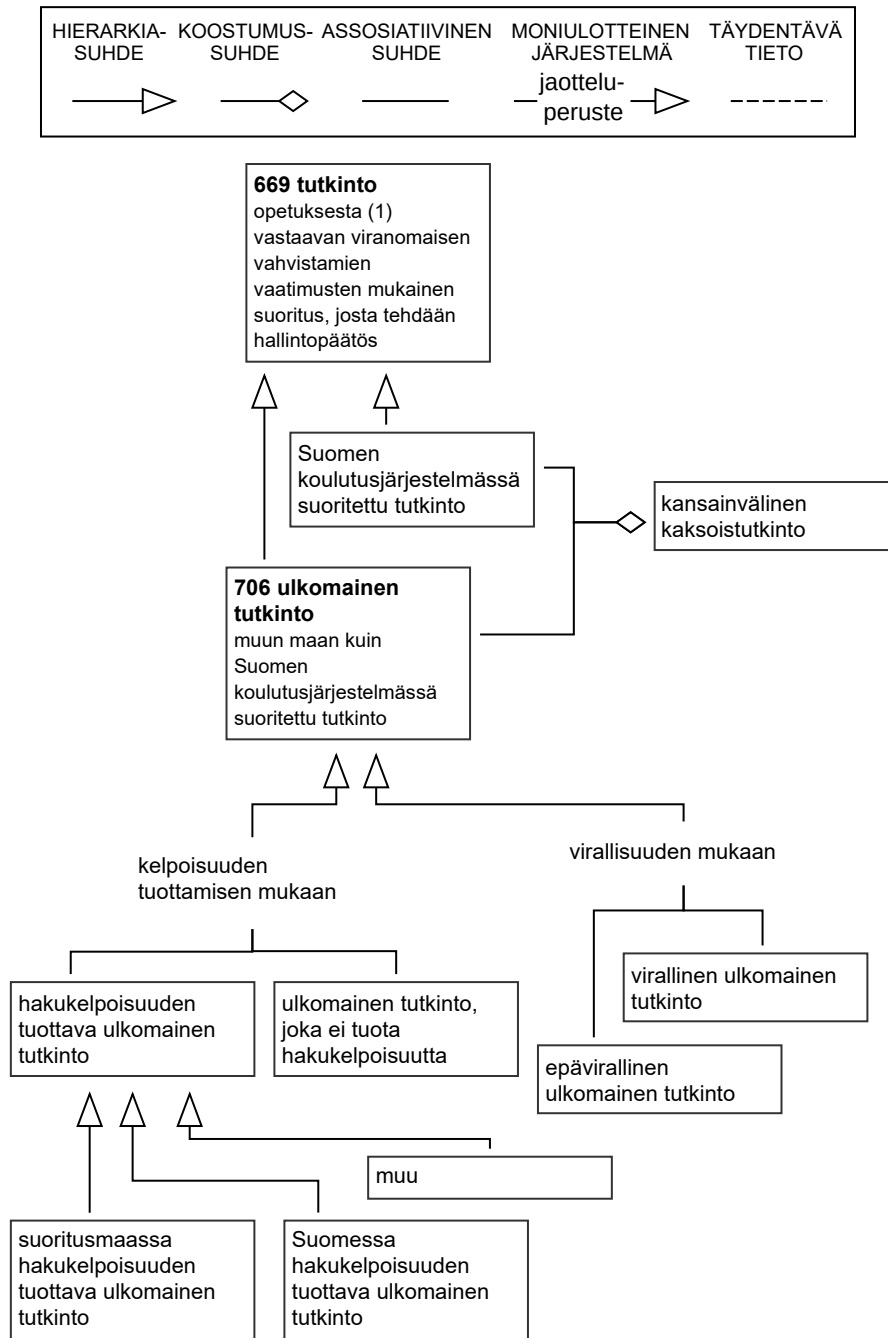 HIERARKIA-
SUHDE
KOOSTUMUS-
SUHDE
ASSOSIATIIVINEN
SUHDE
MONIULOTTEINEN
JÄRJESTELMÄ
jaottelu-
peruste
TÄYDENTÄVÄ
TIETO
669 tutkinto
opetuksesta (1)
vastaavan viranomaisen
vahvistamien
vaatimusten mukainen
suoritus, josta tehdään
hallintopäätös
Suomen
koulutusjärjestelmässä
suoritettu tutkinto
kansainvälinen
kaksoistutkinto
706 ulkomainen
tutkinto
muun maan kuin
Suomen
koulutusjärjestelmässä
suoritettu tutkinto
kelpoisuuden
tuottamisen mukaan
virallisuuden mukaan
hakukelpoisuuden
tuottava ulkomainen
tutkinto
ulkomainen tutkinto,
joka ei tuota
hakukelpoisuutta
virallinen ulkomainen
tutkinto
epävirallinen
ulkomainen tutkinto
muu
suoritusmaassa
hakukelpoisuuden
tuottava ulkomainen
tutkinto
Suomessa
hakukelpoisuuden
tuottava ulkomainen
tutkinto